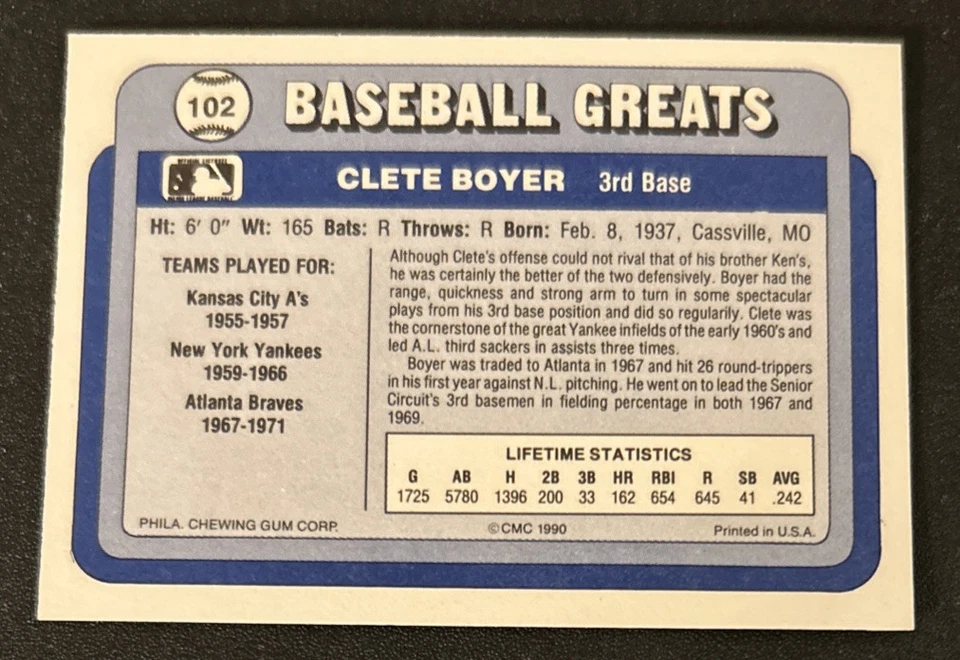 102 BASEBALL GREATS
CLETE BOYER 3rd Base
Ht: 6' 0" Wt: 165 Bats: R Throws: R Born: Feb. 8, 1937, Cassville, MO
TEAMS PLAYED FOR:
Kansas City A's
1955-1957
New York Yankees
1959-1966
Atlanta Braves
1967-1971
Although Clete's offense could not rival that of his brother Ken's,
he was certainly the better of the two defensively. Boyer had the
range, quickness and strong arm to turn in some spectacular
plays from his 3rd base position and did so regularly. Clete was
the cornerstone of the great Yankee infields of the early 1960's and
led A.L. third sackers in assists three times.
Boyer was traded to Atlanta in 1967 and hit 26 round-trippers
in his first year against N.L. pitching. He went on to lead the Senior
Circuit's 3rd basemen in fielding percentage in both 1967 and
1969.
LIFETIME STATISTICS
G AB H 2B 3B HR RBI R SB AVG
1725 5780 1396 200 33 162 654 645 41 .242
PHILA. CHEWING GUM CORP. ©CMC 1990 Printed in U.S.A.